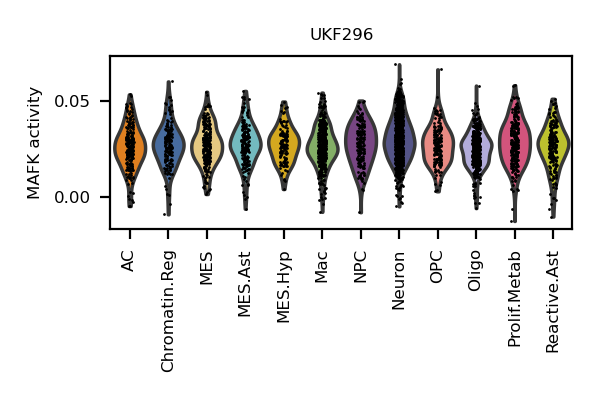 UKF296
MAFK activity
0.05
0.00
AC
Chromatin.Reg
MES
MES.Ast
MES.Hyp
Mac
NPC
Neuron
OPC
Oligo
Prolif.Metab
Reactive.Ast